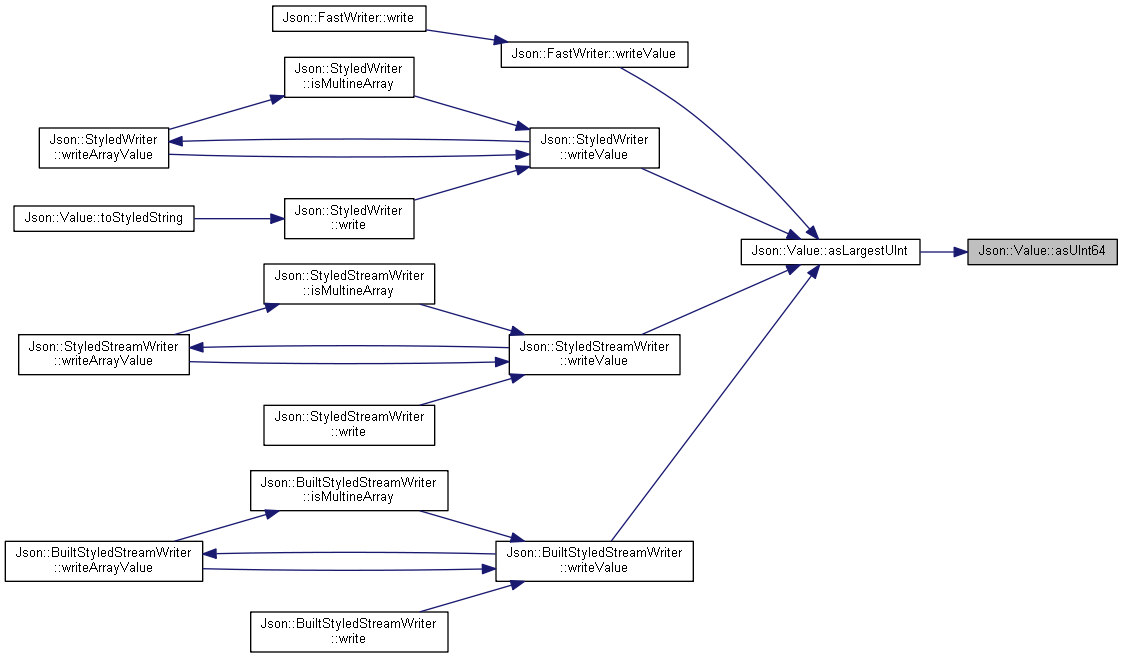 Json::FastWriter::write
Json::FastWriter::writeValue
Json::StyledWriter
::isMultineArray
Json::StyledWriter
::writeArrayValue
Json::StyledWriter
::writeValue
Json::Value::toStyledString
Json::StyledWriter
::write
Json::Value::asLargestUInt
Json::Value::asUInt64
Json::StyledStreamWriter
::isMultineArray
Json::StyledStreamWriter
::writeArrayValue
Json::StyledStreamWriter
::writeValue
Json::StyledStreamWriter
::write
Json::BuiltStyledStreamWriter
::isMultineArray
Json::BuiltStyledStreamWriter
::writeArrayValue
Json::BuiltStyledStreamWriter
::writeValue
Json::BuiltStyledStreamWriter
::write